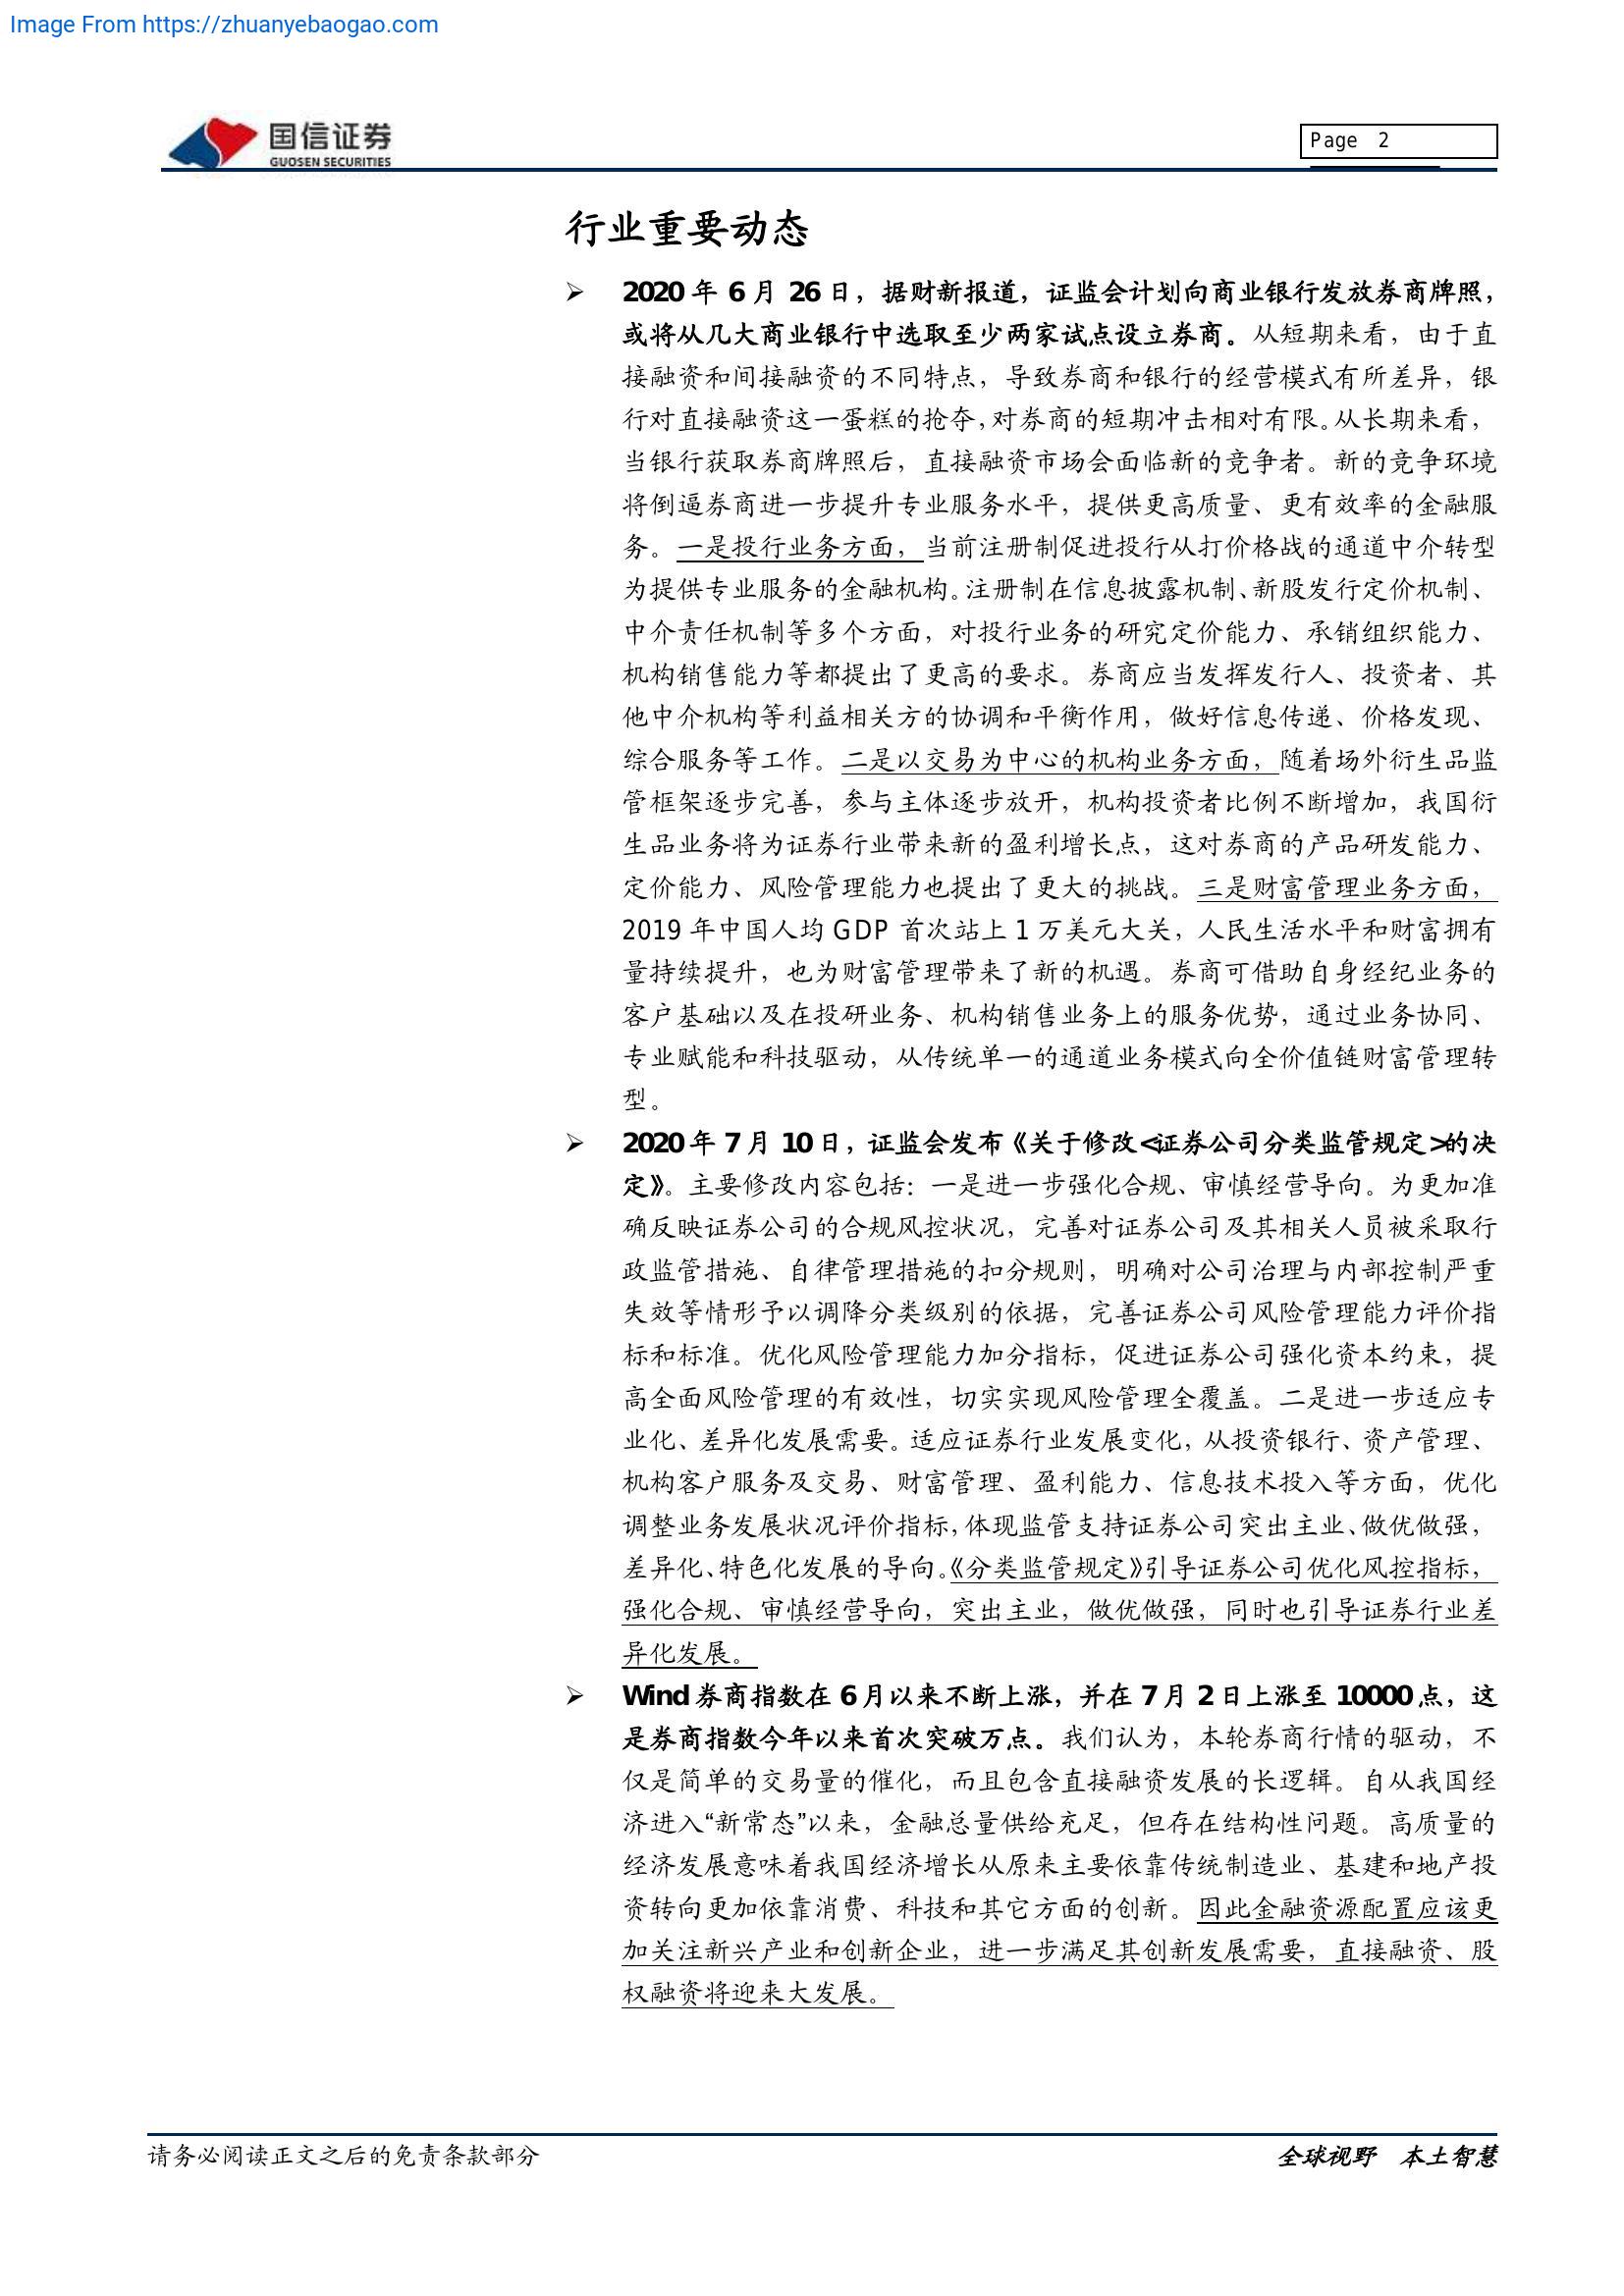 Image From https://zhuanyebaogao.com
国信证券
GUOSEN SECURITIES
Page 2
行业重要动态
2020 年 6 月 26 日，据财新报道，证监会计划向商业银行发放券商牌照，
或将从几大商业银行中选取至少两家试点设立券商。从短期来看，由于直
接融资和间接融资的不同特点，导致券商和银行的经营模式有所差异，银
行对直接融资这一蛋糕的抢夺，对券商的短期冲击相对有限。从长期来看，
当银行获取券商牌照后，直接融资市场会面临新的竞争者。新的竞争环境
将倒逼券商进一步提升专业服务水平，提供更高质量、更有效率的金融服
务。一是投行业务方面，当前注册制促进投行从打价格战的通道中介转型
为提供专业服务的金融机构。注册制在信息披露机制、新股发行定价机制、
中介责任机制等多个方面，对投行业务的研究定价能力、承销组织能力、
机构销售能力等都提出了更高的要求。券商应当发挥发行人、投资者、其
他中介机构等利益相关方的协调和平衡作用，做好信息传递、价格发现、
综合服务等工作。二是以交易为中心的机构业务方面，随着场外衍生品监
管框架逐步完善，参与主体逐步放开，机构投资者比例不断增加，我国衍
生品业务将为证券行业带来新的盈利增长点，这对券商的产品研发能力、
定价能力、风险管理能力也提出了更大的挑战。三是财富管理业务方面，
2019 年中国人均 GDP 首次站上 1 万美元大关，人民生活水平和财富拥有
量持续提升，也为财富管理带来了新的机遇。券商可借助自身经纪业务的
客户基础以及在投研业务、机构销售业务上的服务优势，通过业务协同、
专业赋能和科技驱动，从传统单一的通道业务模式向全价值链财富管理转
型。
2020 年 7 月 10 日，证监会发布《关于修改<证券公司分类监管规定>的决
定》。主要修改内容包括：一是进一步强化合规、审慎经营导向。为更加准
确反映证券公司的合规风控状况，完善对证券公司及其相关人员被采取行
政监管措施、自律管理措施的扣分规则，明确对公司治理与内部控制严重
失效等情形予以调降分类级别的依据，完善证券公司风险管理能力评价指
标和标准。优化风险管理能力加分指标，促进证券公司强化资本约束，提
高全面风险管理的有效性，切实实现风险管理全覆盖。二是进一步适应专
业化、差异化发展需要。适应证券行业发展变化，从投资银行、资产管理、
机构客户服务及交易、财富管理、盈利能力、信息技术投入等方面，优化
调整业务发展状况评价指标，体现监管支持证券公司突出主业、做优做强，
差异化、特色化发展的导向。《分类监管规定》引导证券公司优化风控指标，
强化合规、审慎经营导向，突出主业，做优做强，同时也引导证券行业差
异化发展。
Wind 券商指数在 6 月以来不断上涨，并在 7 月 2 日上涨至 10000 点，这
是券商指数今年以来首次突破万点。我们认为，本轮券商行情的驱动，不
仅是简单的交易量的催化，而且包含直接融资发展的长逻辑。自从我国经
济进入“新常态”以来，金融总量供给充足，但存在结构性问题。高质量的
经济发展意味着我国经济增长从原来主要依靠传统制造业、基建和地产投
资转向更加依靠消费、科技和其它方面的创新。因此金融资源配置应该更
加关注新兴产业和创新企业，进一步满足其创新发展需要，直接融资、股
权融资将迎来大发展。
请务必阅读正文之后的免责条款部分
全球视野 本土智慧